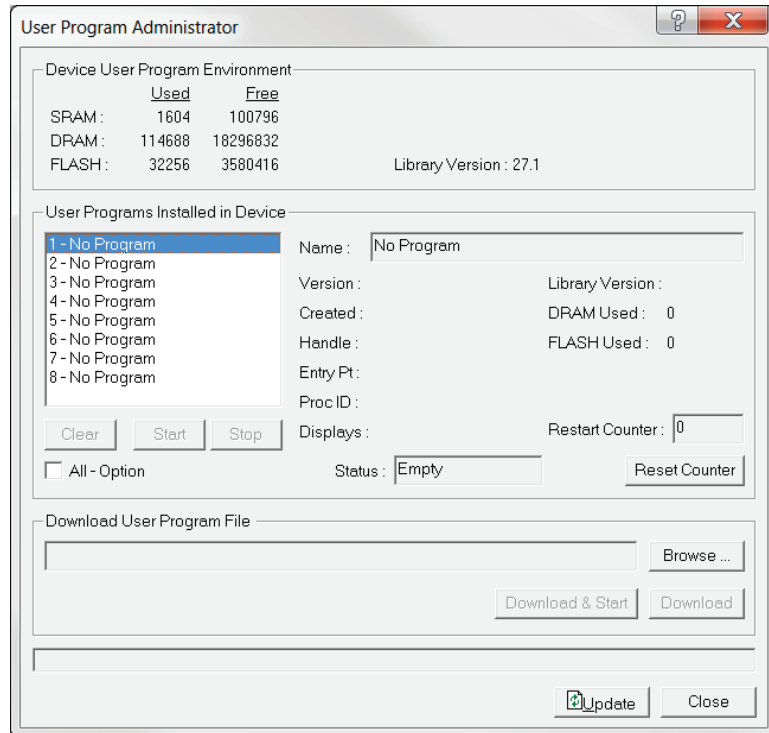 User Program Administrator
Device User Program Environment
Used Free
SRAM : 1604 100796
DRAM : 114688 18296832
FLASH : 32256 3580416 Library Version : 27.1
User Programs Installed in Device
1 - No Program
2 - No Program
3 - No Program
4 - No Program
5 - No Program
6 - No Program
7 - No Program
8 - No Program
Name : No Program
Version : Library Version :
Created : DRAM Used : 0
Handle : FLASH Used : 0
Entry Pt :
Proc ID :
Displays : Restart Counter : 0
Clear Start Stop
All - Option
Status : Empty Reset Counter
Download User Program File
Browse ...
Download & Start Download
Update Close